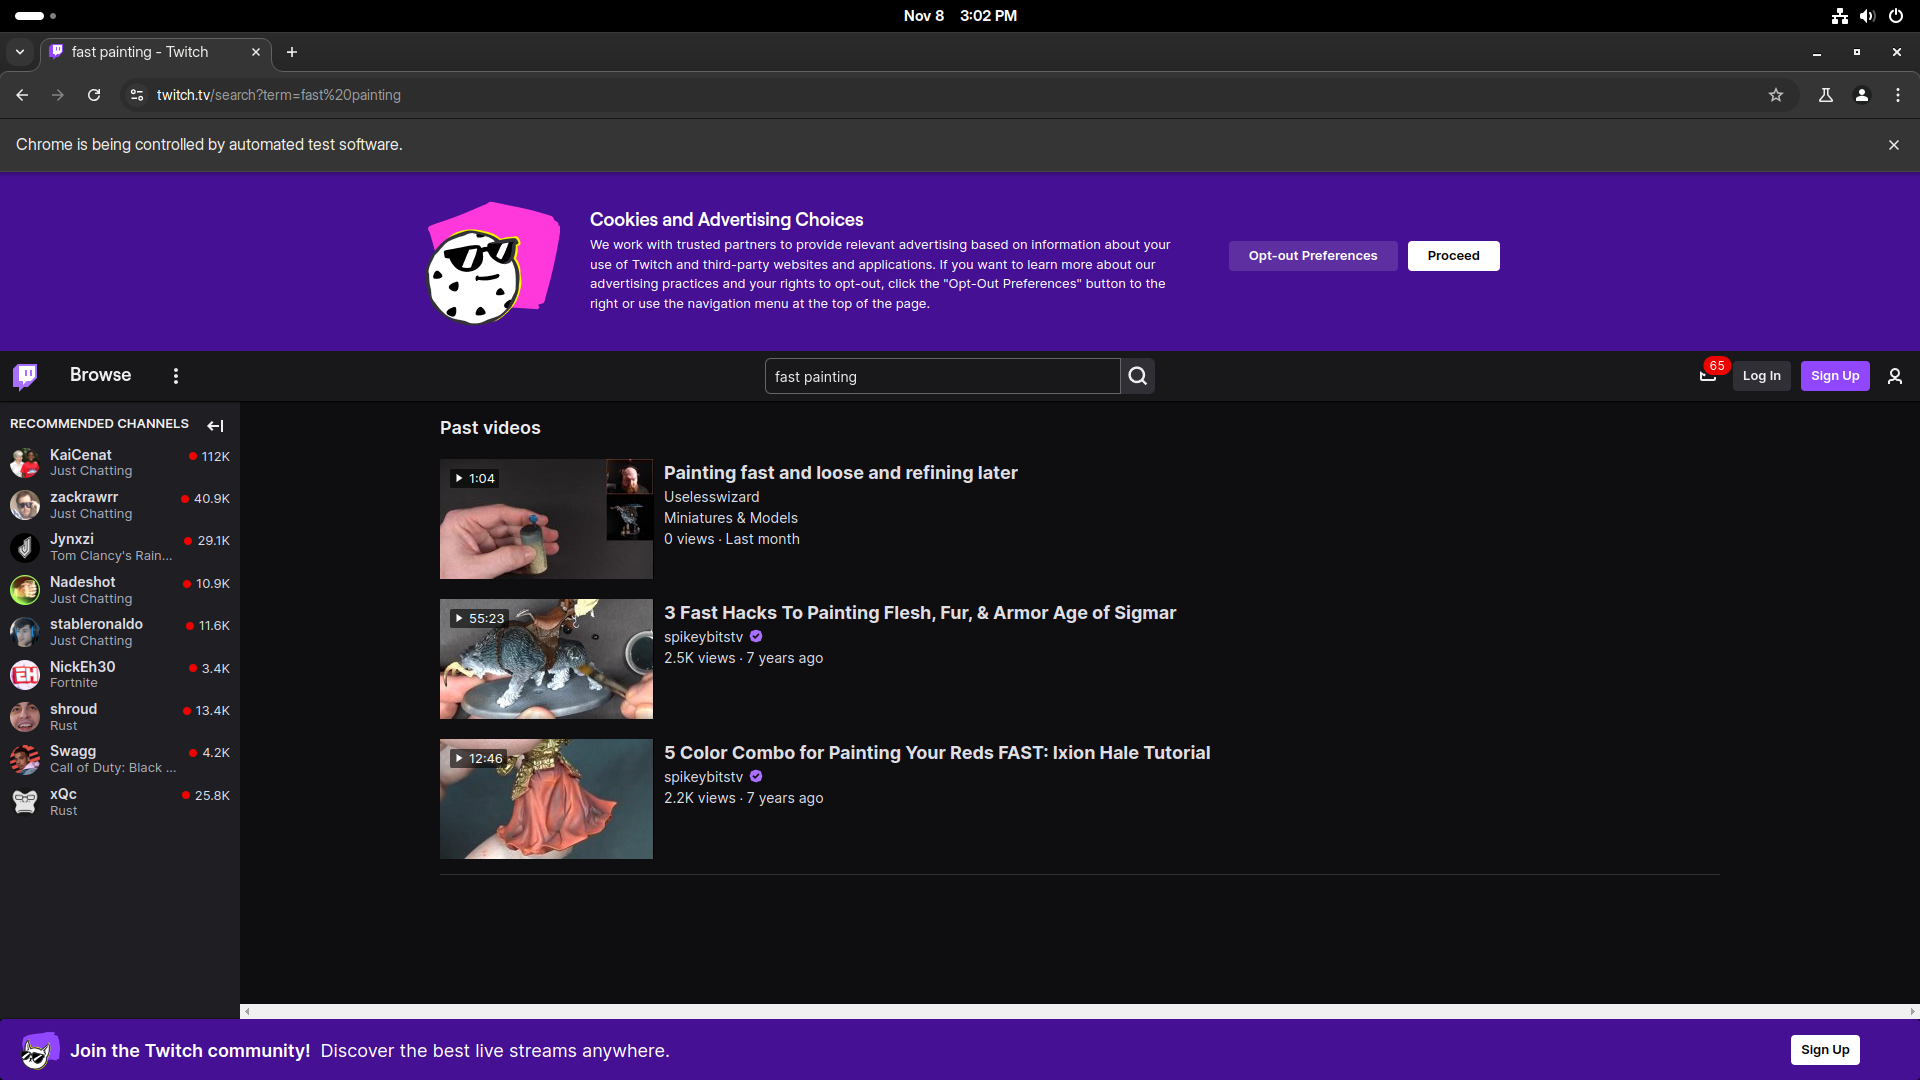 Nov 8 3:02 PM
fast painting - Twitch
twitch.tv/search?term=fast%20painting
Chrome is being controlled by automated test software.
Cookies and Advertising Choices
We work with trusted partners to provide relevant advertising based on information about your
use of Twitch and third-party websites and applications. If you want to learn more about our
advertising practices and your rights to opt-out, click the "Opt-Out Preferences" button to the
right or use the navigation menu at the top of the page.
Opt-out Preferences
Proceed
Browse
fast painting
65
Log In
Sign Up
RECOMMENDED CHANNELS
KaiCenat
112K
Just Chatting
zackrawrr
40.9K
Just Chatting
Jynxzi
29.1K
Tom Clancy's Rain...
Nadeshot
10.9K
Just Chatting
stableronaldo
11.6K
Just Chatting
NickEh30
3.4K
Fortnite
shroud
13.4K
Rust
Swagg
4.2K
Call of Duty: Black ...
xQc
25.8K
Rust
Past videos
1:04
Painting fast and loose and refining later
Uselesswizard
Miniatures & Models
0 views · Last month
55:23
3 Fast Hacks To Painting Flesh, Fur, & Armor Age of Sigmar
spikeybitstv
2.5K views · 7 years ago
12:46
5 Color Combo for Painting Your Reds FAST: Ixion Hale Tutorial
spikeybitstv
2.2K views · 7 years ago
Join the Twitch community! Discover the best live streams anywhere.
Sign Up